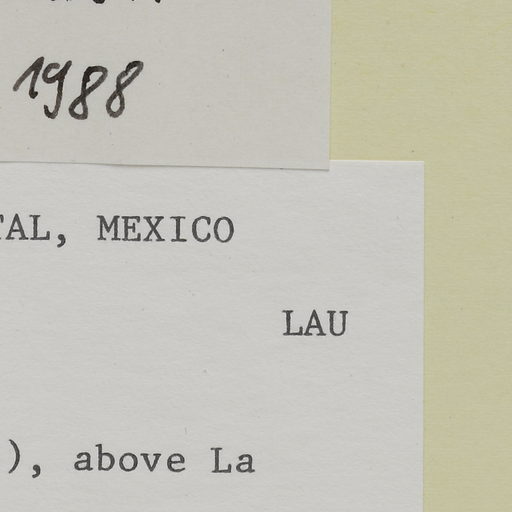 1988
TAL, MEXICO
LAU
), above La